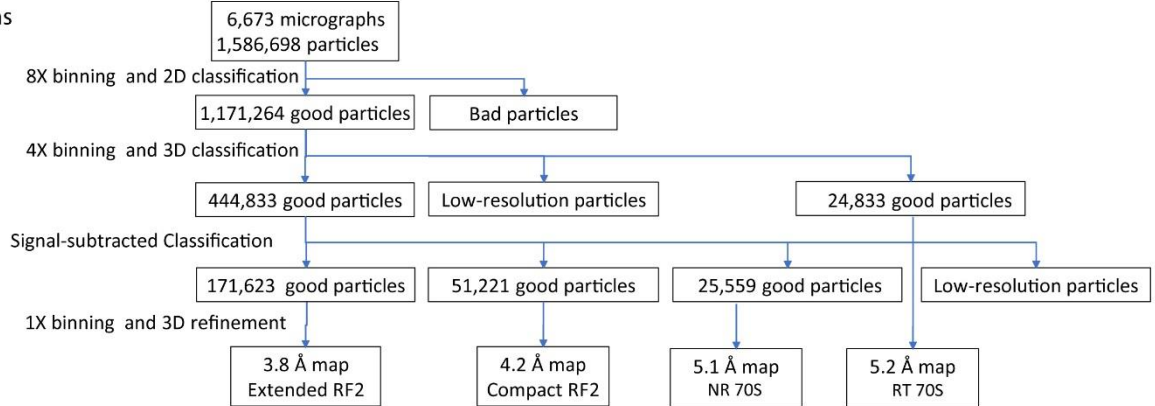 6,673 micrographs
1,586,698 particles
8X binning and 2D classification
1,171,264 good particles
Bad particles
4X binning and 3D classification
444,833 good particles
Low-resolution particles
24,833 good particles
Signal-subtracted Classification
171,623 good particles
51,221 good particles
25,559 good particles
Low-resolution particles
1X binning and 3D refinement
3.8 Å map
Extended RF2
4.2 Å map
Compact RF2
5.1 Å map
NR 70S
5.2 Å map
RT 70S